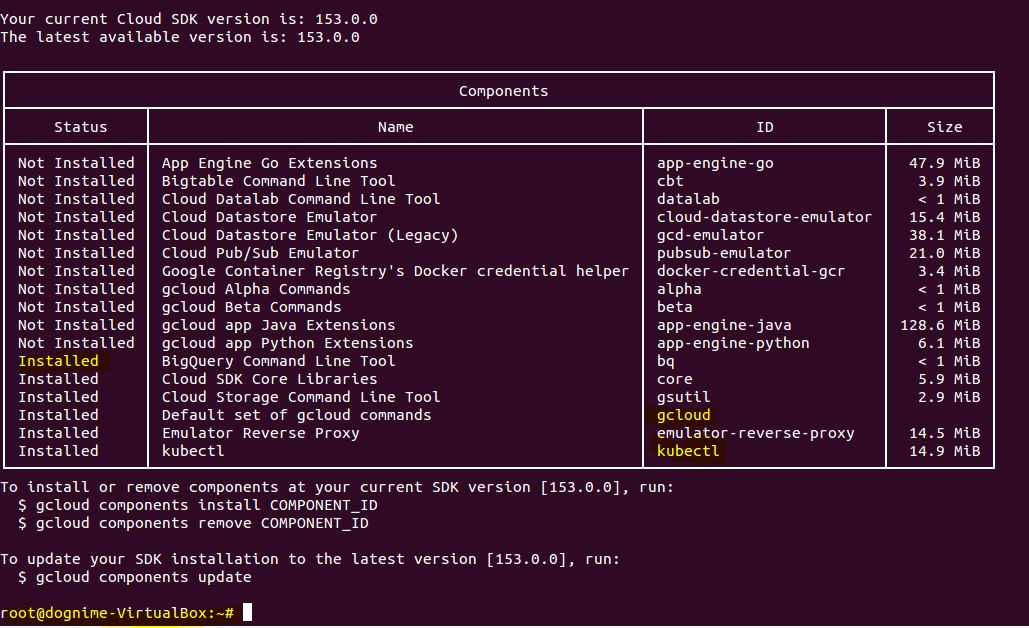 Your current Cloud SDK version is: 153.0.0
The latest available version is: 153.0.0
Components
Status Name ID Size
Not Installed App Engine Go Extensions app-engine-go 47.9 MiB
Not Installed Bigtable Command Line Tool cbt 3.9 MiB
Not Installed Cloud Datalab Command Line Tool datalab < 1 MiB
Not Installed Cloud Datastore Emulator cloud-datastore-emulator 15.4 MiB
Not Installed Cloud Datastore Emulator (Legacy) gcd-emulator 38.1 MiB
Not Installed Cloud Pub/Sub Emulator pubsub-emulator 21.0 MiB
Not Installed Google Container Registry's Docker credential helper docker-credential-gcr 3.4 MiB
Not Installed gcloud Alpha Commands alpha < 1 MiB
Not Installed gcloud Beta Commands beta < 1 MiB
Not Installed gcloud app Java Extensions app-engine-java 128.6 MiB
Not Installed gcloud app Python Extensions app-engine-python 6.1 MiB
Installed BigQuery Command Line Tool bq < 1 MiB
Installed Cloud SDK Core Libraries core 5.9 MiB
Installed Cloud Storage Command Line Tool gsutil 2.9 MiB
Installed Default set of gcloud commands gcloud
Installed Emulator Reverse Proxy emulator-reverse-proxy 14.5 MiB
Installed kubectl kubectl 14.9 MiB
To install or remove components at your current SDK version [153.0.0], run:
$ gcloud components install COMPONENT_ID
$ gcloud components remove COMPONENT_ID
To update your SDK installation to the latest version [153.0.0], run:
$ gcloud components update
root@dognime-VirtualBox:~#